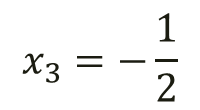 x₃ = −1/2